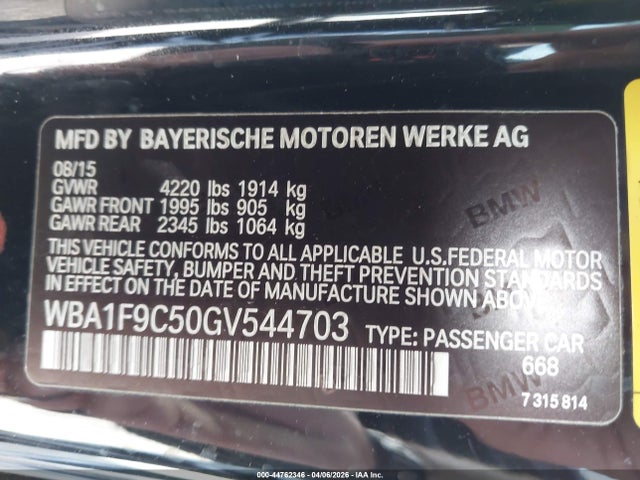 MFD BY BAYERISCHE MOTOREN WERKE AG
08/15
GVWR 4220 lbs 1914 kg
GAWR FRONT 1995 lbs 905 kg
GAWR REAR 2345 lbs 1064 kg
THIS VEHICLE CONFORMS TO ALL APPLICABLE U.S.FEDERAL MOTOR
VEHICLE SAFETY, BUMPER AND THEFT PREVENTION STANDARDS
IN EFFECT ON THE DATE OF MANUFACTURE SHOWN ABOVE.
WBA1F9C50GV544703 TYPE: PASSENGER CAR
668
7 315 814
BMW
BMW
BMW
000-44762346 - 04/06/2026 - IAA Inc.